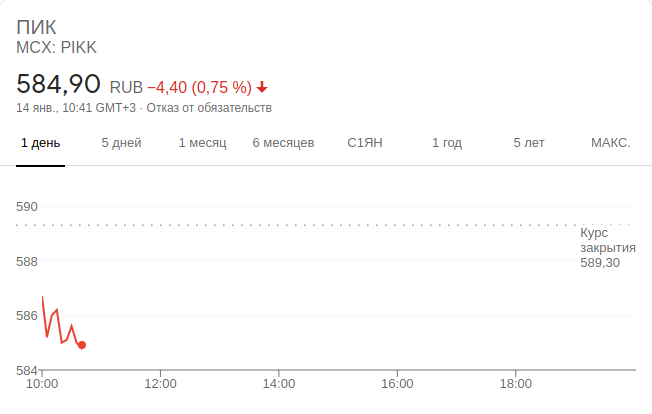 ПИК
MCX: PIKK
584,90 RUB −4,40 (0,75 %)
14 янв., 10:41 GMT+3 · Отказ от обязательств
1 день 5 дней 1 месяц 6 месяцев С1ЯН 1 год 5 лет МАКС.
590
Курс
закрытия
589,30
588
586
584
10:00 12:00 14:00 16:00 18:00